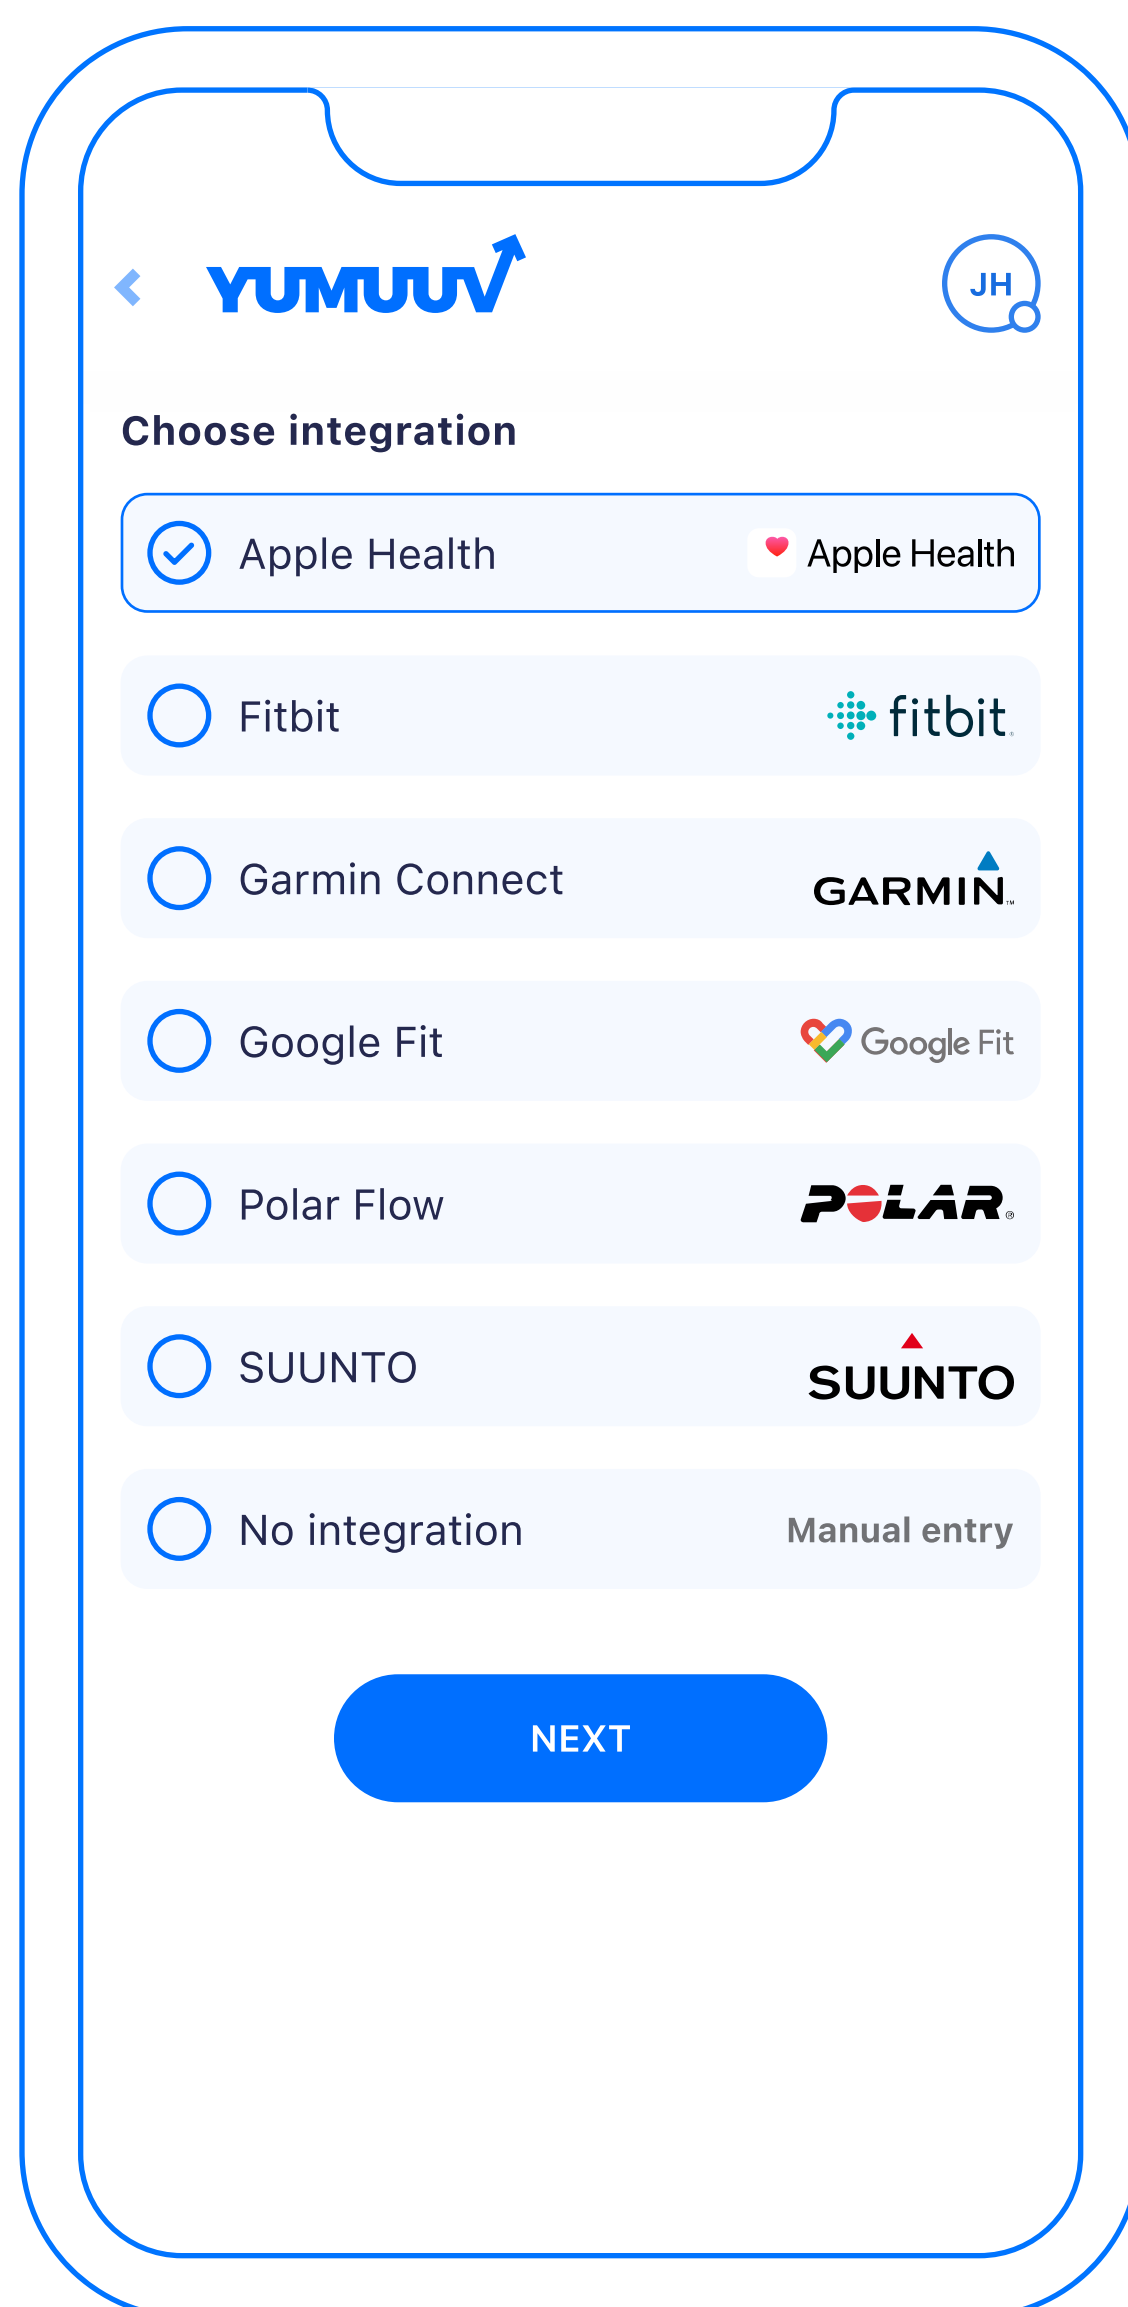 YUMUUV
JH
Choose integration
Apple Health Apple Health
Fitbit fitbit®
Garmin Connect GARMIN™
Google Fit Google Fit
Polar Flow POLAR®
SUUNTO SUUNTO
No integration Manual entry
NEXT